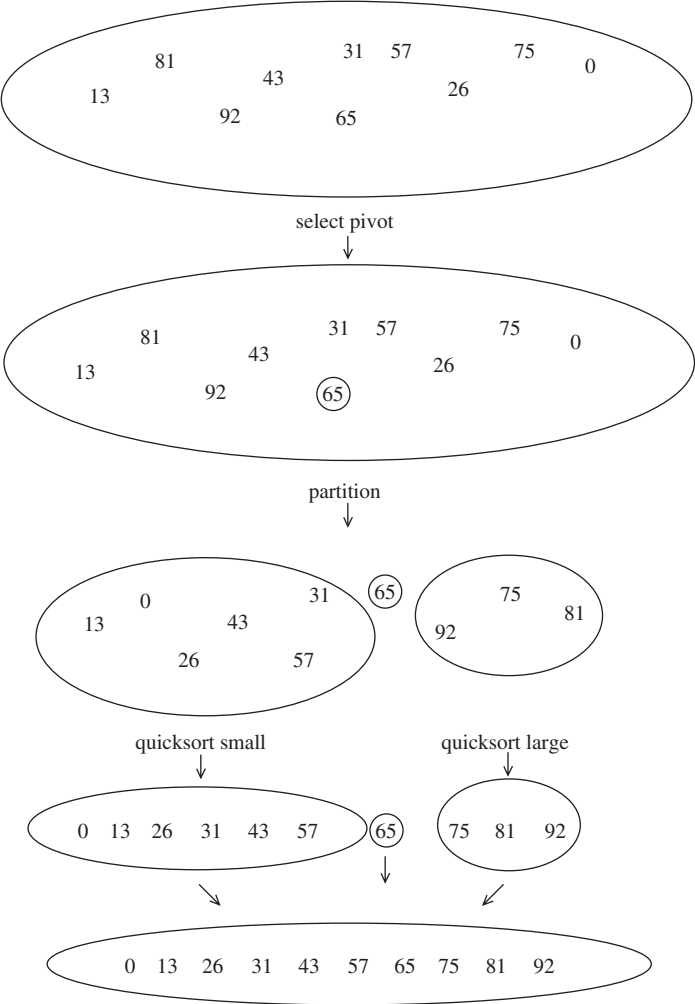 31 57 75
81 0
43
26
13
92 65
select pivot
31 57 75
81 0
43
26
13
92 65
partition
65
31 75
0
81
13 43 92
26 57
quicksort small quicksort large
0 13 26 31 43 57 65 75 81 92
0 13 26 31 43 57 65 75 81 92